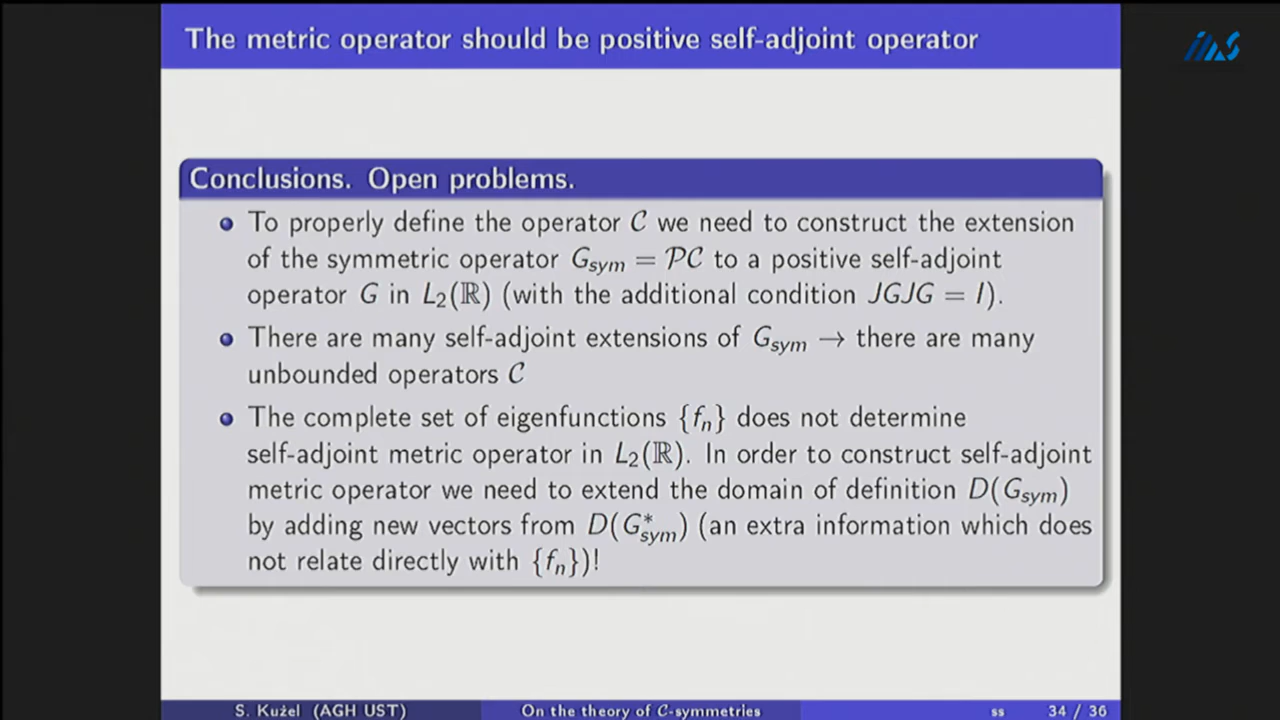 The metric operator should be positive self-adjoint operator
ims
Conclusions. Open problems.
To properly define the operator 𝒞 we need to construct the extension
of the symmetric operator G_sym = 𝒫𝒞 to a positive self-adjoint
operator G in L₂(ℝ) (with the additional condition JGJG = I).
There are many self-adjoint extensions of G_sym → there are many
unbounded operators 𝒞
The complete set of eigenfunctions {f_n} does not determine
self-adjoint metric operator in L₂(ℝ). In order to construct self-adjoint
metric operator we need to extend the domain of definition D(G_sym)
by adding new vectors from D(G*_sym) (an extra information which does
not relate directly with {f_n})!
S. Kużel (AGH UST) On the theory of 𝒞-symmetries ss 34 / 36